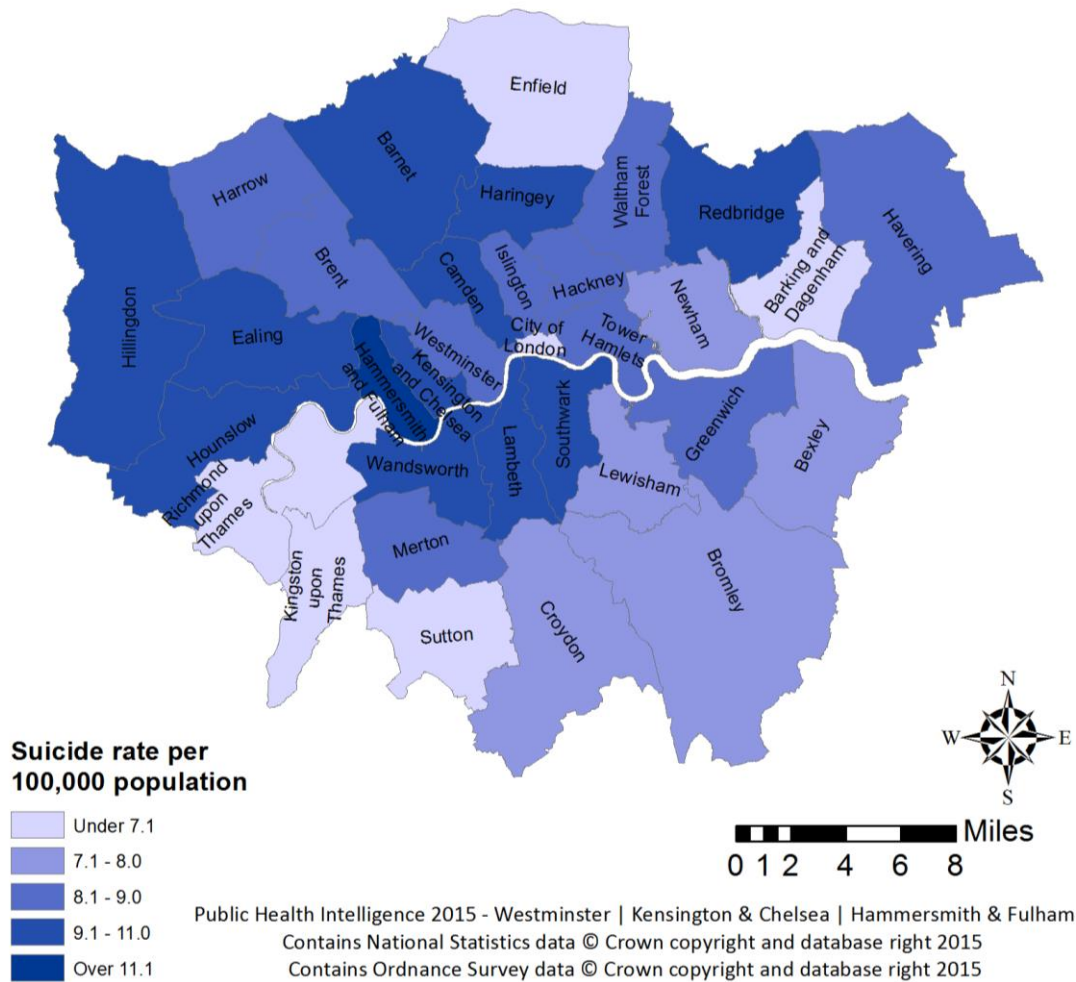 Enfield
Barnet
Harrow
Haringey
Waltham
Forest
Redbridge
Havering
Barking and
Dagenham
Hillingdon
Brent
Camden
Islington
Hackney
Newham
Ealing
Westminster
City of
London
Tower
Hamlets
Kensington
and Chelsea
Hammersmith
and Fulham
Hounslow
Richmond
upon
Thames
Wandsworth
Lambeth
Southwark
Lewisham
Greenwich
Bexley
Merton
Kingston
upon
Thames
Sutton
Croydon
Bromley
N
W
E
S
Suicide rate per
100,000 population
Under 7.1
7.1 - 8.0
8.1 - 9.0
9.1 - 11.0
Over 11.1
Miles
0 1 2 4 6 8
Public Health Intelligence 2015 - Westminster | Kensington & Chelsea | Hammersmith & Fulham
Contains National Statistics data © Crown copyright and database right 2015
Contains Ordnance Survey data © Crown copyright and database right 2015